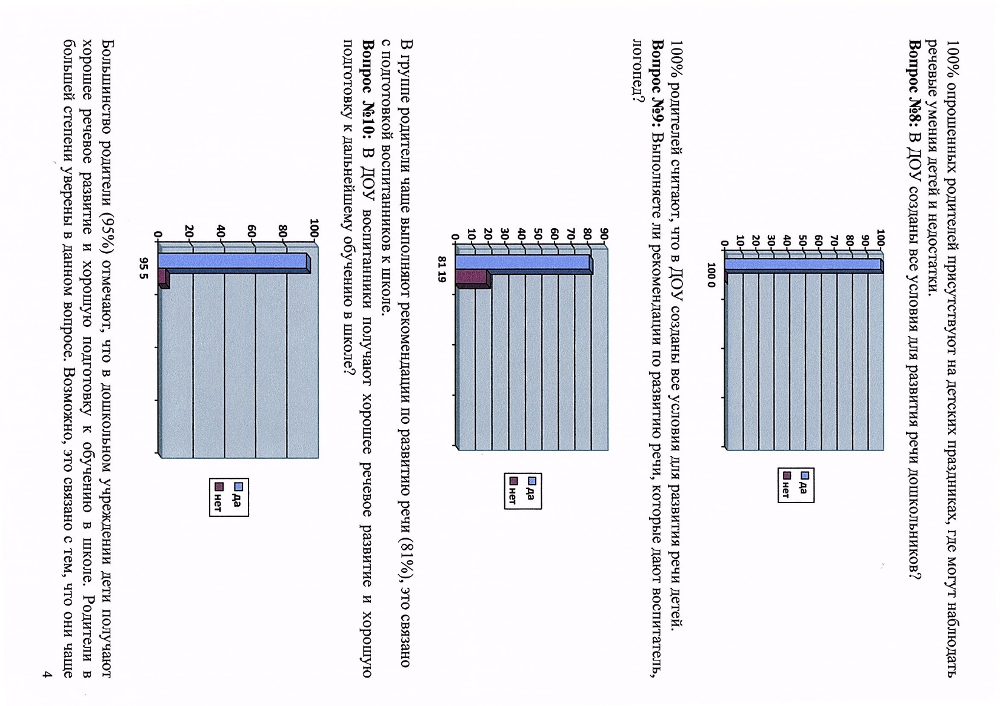 100% опрошенных родителей присутствуют на детских праздниках, где могут наблюдать
речевые умения детей и недостатки.
Вопрос №8: В ДОУ созданы все условия для развития речи дошкольников?
100
90
80
70
60
50
40
30
20
10
0
100 0
да
нет
100% родителей считают, что в ДОУ созданы все условия для развития речи детей.
Вопрос №9: Выполняете ли рекомендации по развитию речи, которые дают воспитатель,
логопед?
90
80
70
60
50
40
30
20
10
0
81 19
да
нет
В группе родители чаще выполняют рекомендации по развитию речи (81%), это связано
с подготовкой воспитанников к школе.
Вопрос №10: В ДОУ воспитанники получают хорошее речевое развитие и хорошую
подготовку к дальнейшему обучению в школе?
100
80
60
40
20
0
95 5
да
нет
Большинство родители (95%) отмечают, что в дошкольном учреждении дети получают
хорошее речевое развитие и хорошую подготовку к обучению в школе. Родители в
большей степени уверены в данном вопросе. Возможно, это связано с тем, что они чаще
4